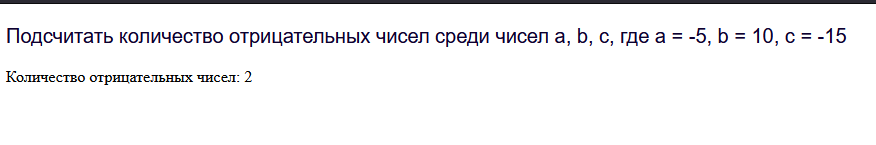 Подсчитать количество отрицательных чисел среди чисел a, b, c, где a = -5, b = 10, c = -15
Количество отрицательных чисел: 2